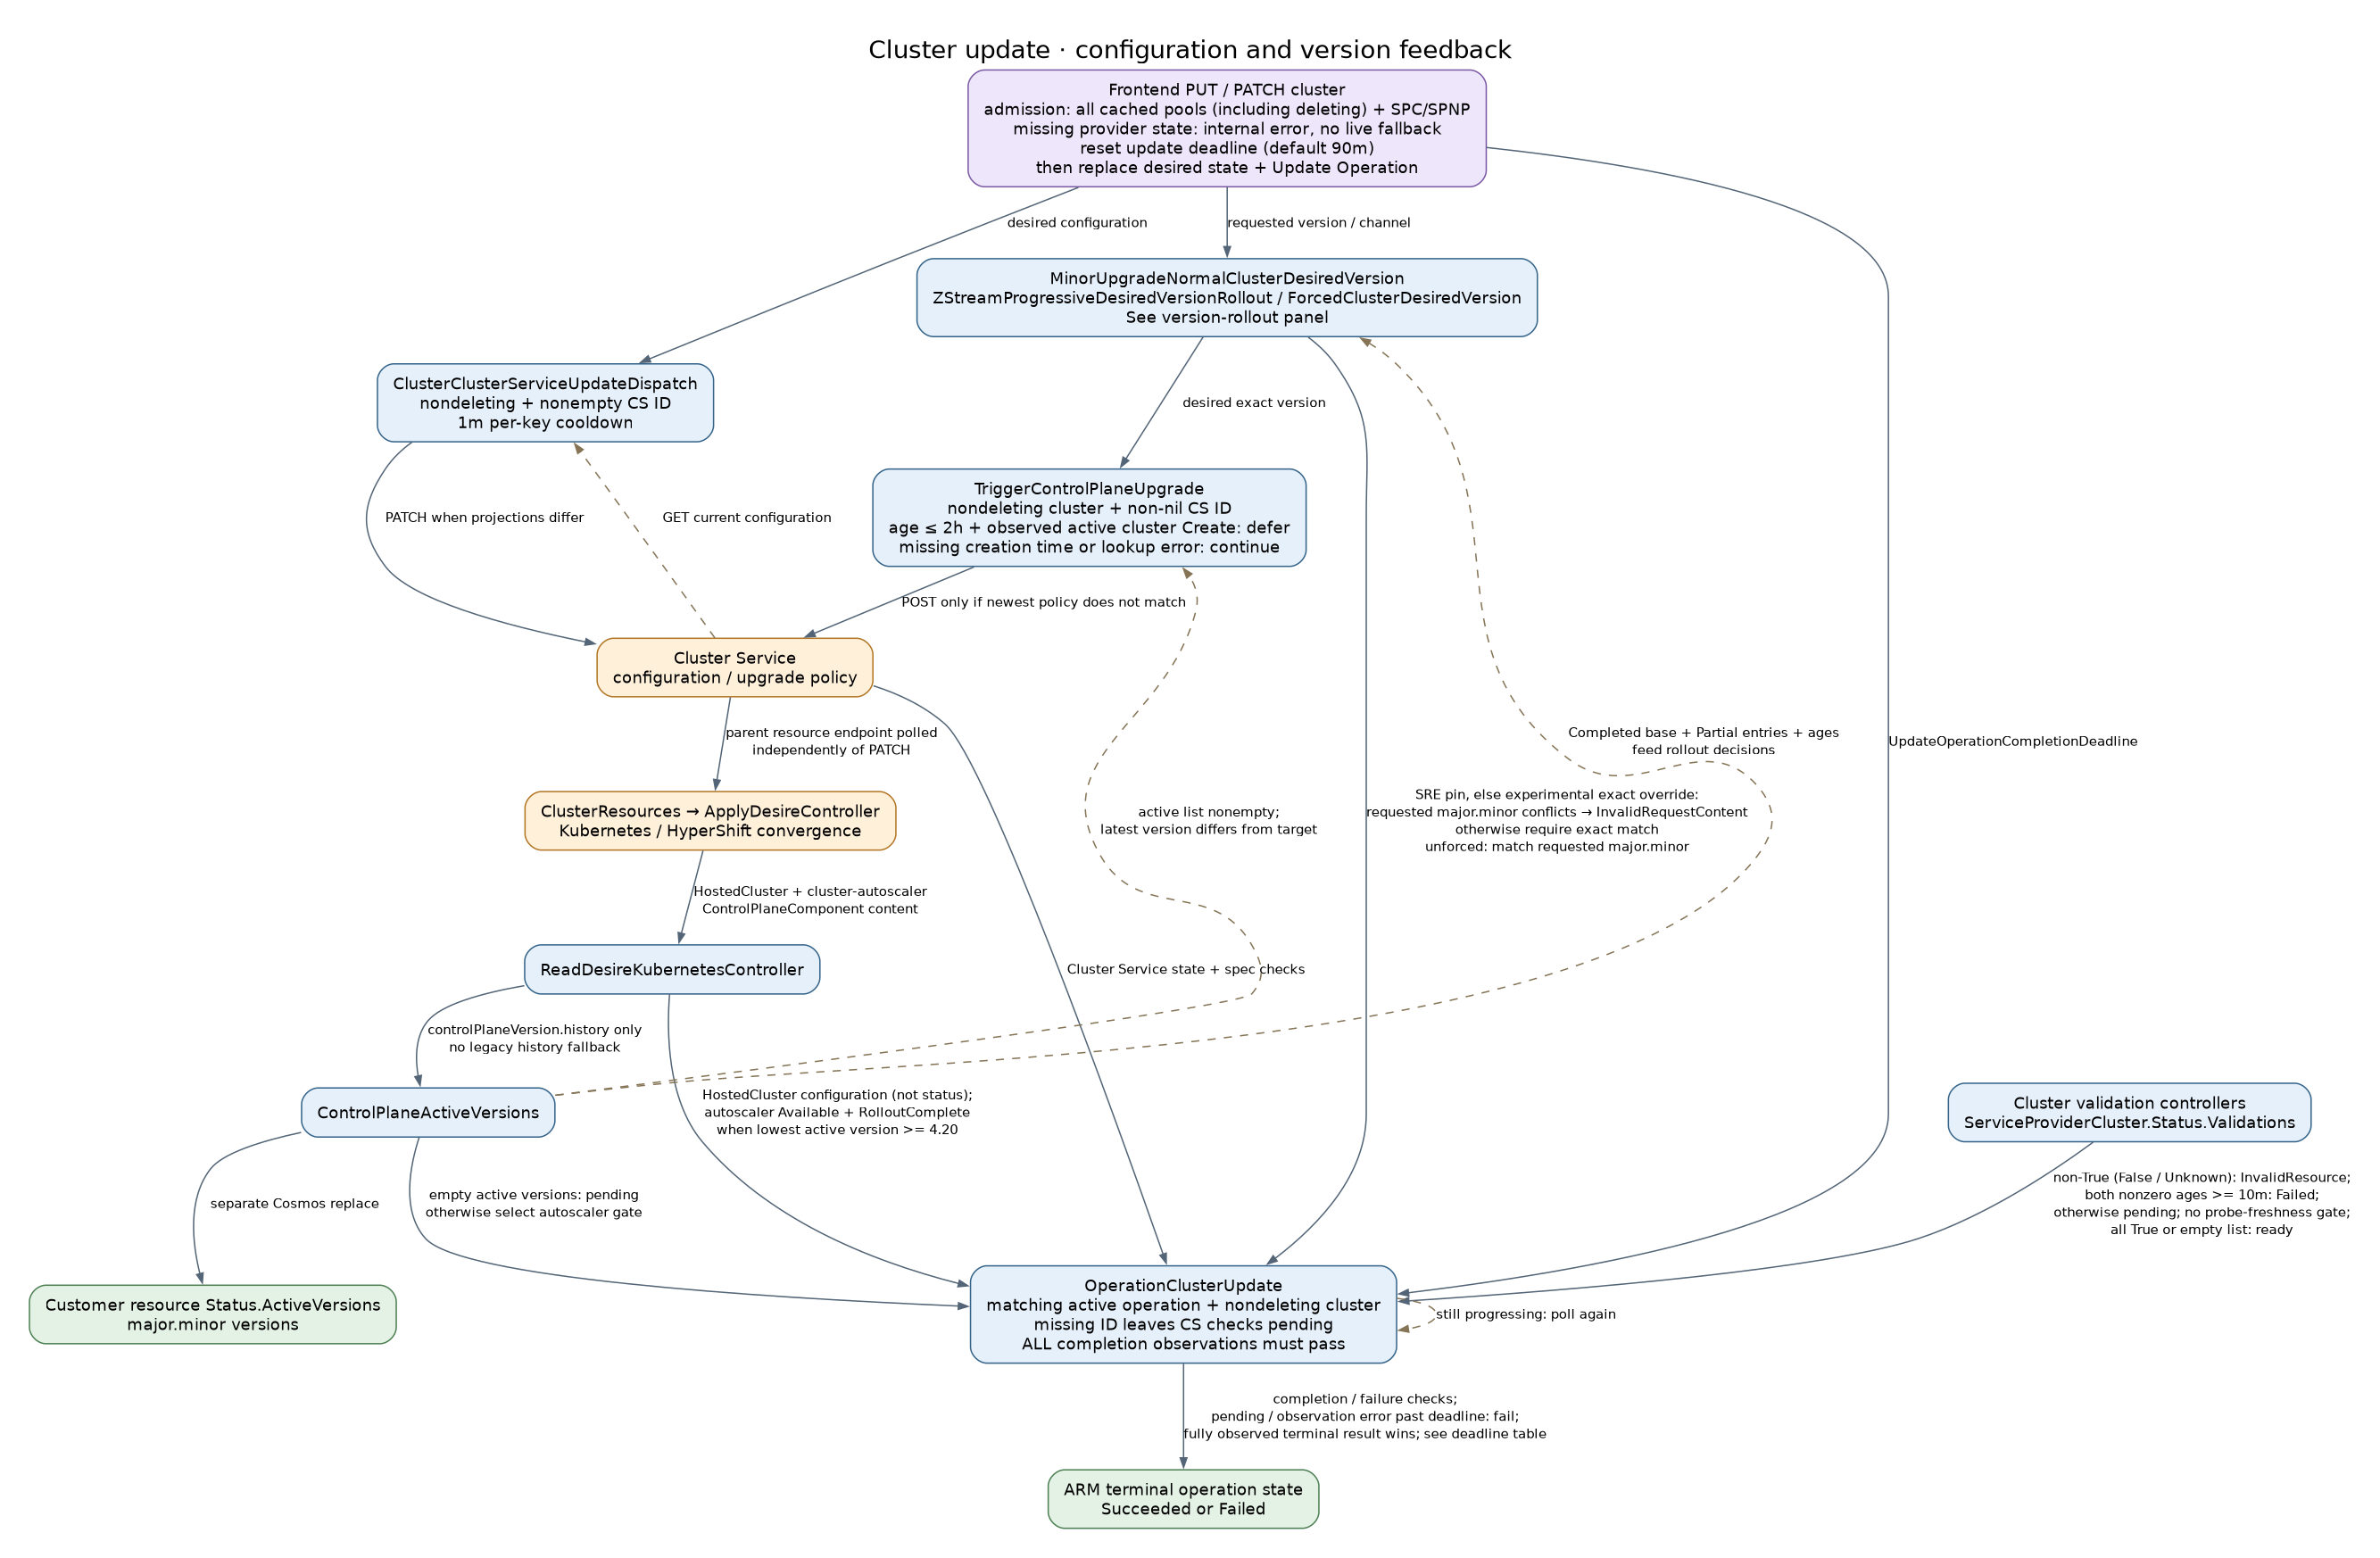 Cluster update · configuration and version feedback
Frontend PUT / PATCH cluster
admission: all cached pools (including deleting) + SPC/SPNP
missing provider state: internal error, no live fallback
reset update deadline (default 90m)
then replace desired state + Update Operation
desired configuration
requested version / channel
MinorUpgradeNormalClusterDesiredVersion
ZStreamProgressiveDesiredVersionRollout / ForcedClusterDesiredVersion
See version-rollout panel
ClusterClusterServiceUpdateDispatch
nondeleting + nonempty CS ID
1m per-key cooldown
desired exact version
TriggerControlPlaneUpgrade
nondeleting cluster + non-nil CS ID
age ≤ 2h + observed active cluster Create: defer
missing creation time or lookup error: continue
PATCH when projections differ
GET current configuration
POST only if newest policy does not match
Cluster Service
configuration / upgrade policy
parent resource endpoint polled
independently of PATCH
Completed base + Partial entries + ages
feed rollout decisions
UpdateOperationCompletionDeadline
ClusterResources → ApplyDesireController
Kubernetes / HyperShift convergence
active list nonempty;
latest version differs from target
SRE pin, else experimental exact override:
requested major.minor conflicts → InvalidRequestContent
otherwise require exact match
unforced: match requested major.minor
HostedCluster + cluster-autoscaler
ControlPlaneComponent content
ReadDesireKubernetesController
Cluster Service state + spec checks
controlPlaneVersion.history only
no legacy history fallback
ControlPlaneActiveVersions
HostedCluster configuration (not status);
autoscaler Available + RolloutComplete
when lowest active version >= 4.20
Cluster validation controllers
ServiceProviderCluster.Status.Validations
separate Cosmos replace
empty active versions: pending
otherwise select autoscaler gate
non-True (False / Unknown): InvalidResource;
both nonzero ages >= 10m: Failed;
otherwise pending; no probe-freshness gate;
all True or empty list: ready
Customer resource Status.ActiveVersions
major.minor versions
OperationClusterUpdate
matching active operation + nondeleting cluster
missing ID leaves CS checks pending
ALL completion observations must pass
still progressing: poll again
completion / failure checks;
pending / observation error past deadline: fail;
fully observed terminal result wins; see deadline table
ARM terminal operation state
Succeeded or Failed